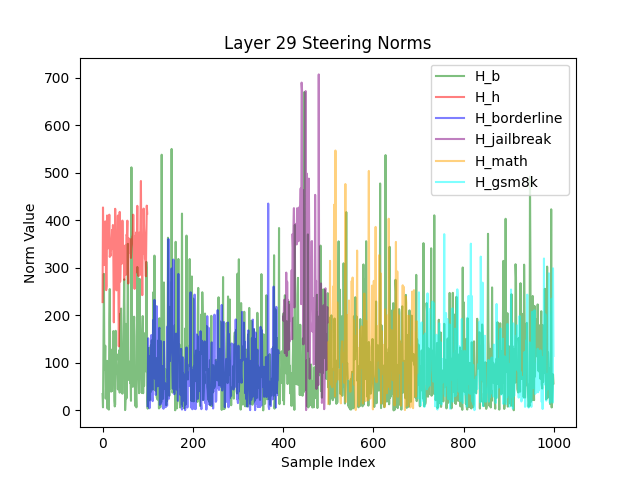 Layer 29 Steering Norms
Norm Value
700
600
500
400
300
200
100
0
H_b
H_h
H_borderline
H_jailbreak
H_math
H_gsm8k
0
200
400
600
800
1000
Sample Index